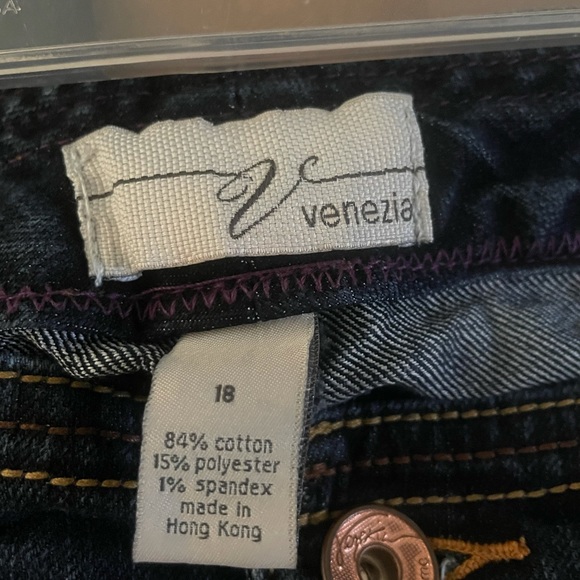 V venezia
18
84% cotton
15% polyester
1% spandex
made in
Hong Kong